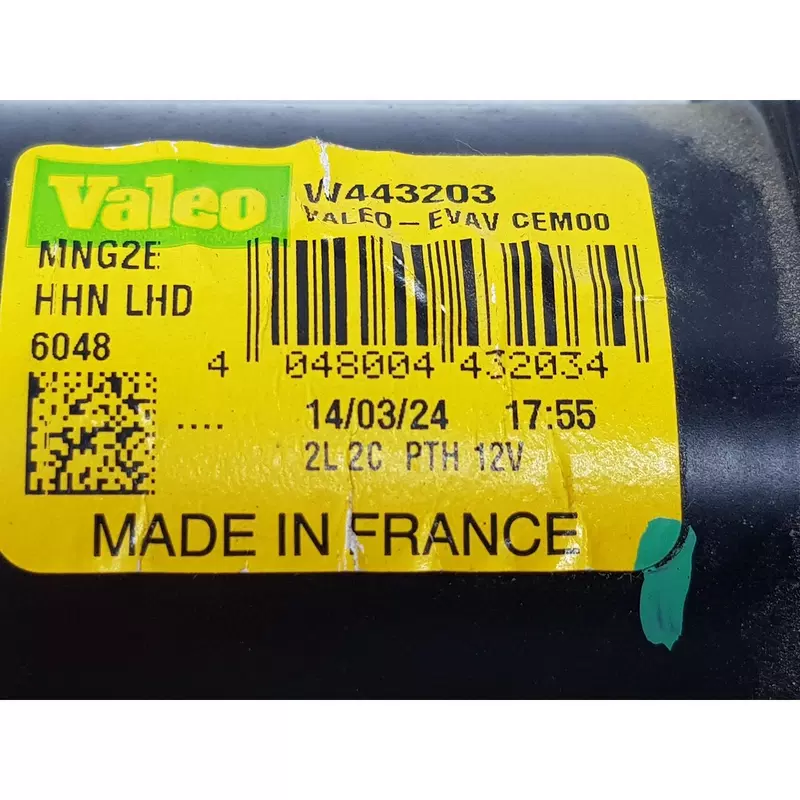 Valeo
W443203
VALEO - EVAV CEM00
MNG2E
HHN LHD
6048
4 048004 432034
.... 14/03/24 17:55
2L 2C PTH 12V
MADE IN FRANCE